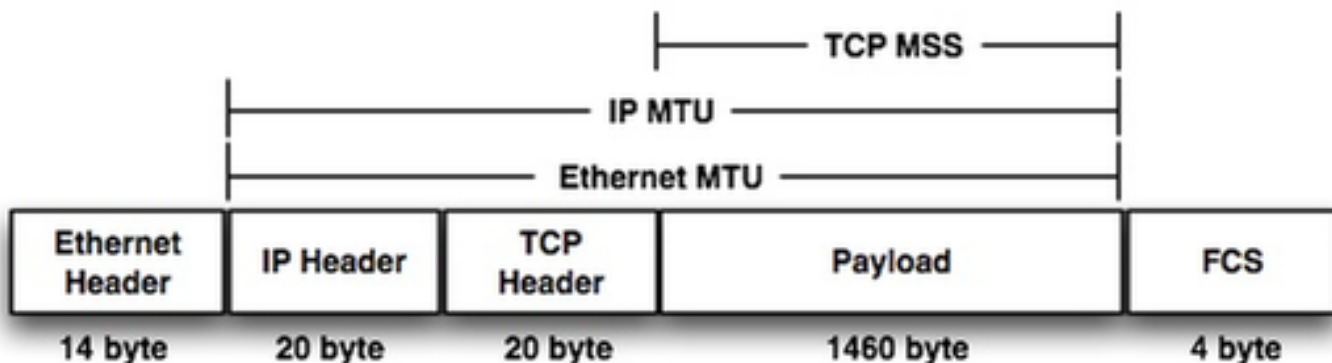 TCP MSS
IP MTU
Ethernet MTU
Ethernet
Header
IP Header
TCP
Header
Payload
FCS
14 byte
20 byte
20 byte
1460 byte
4 byte